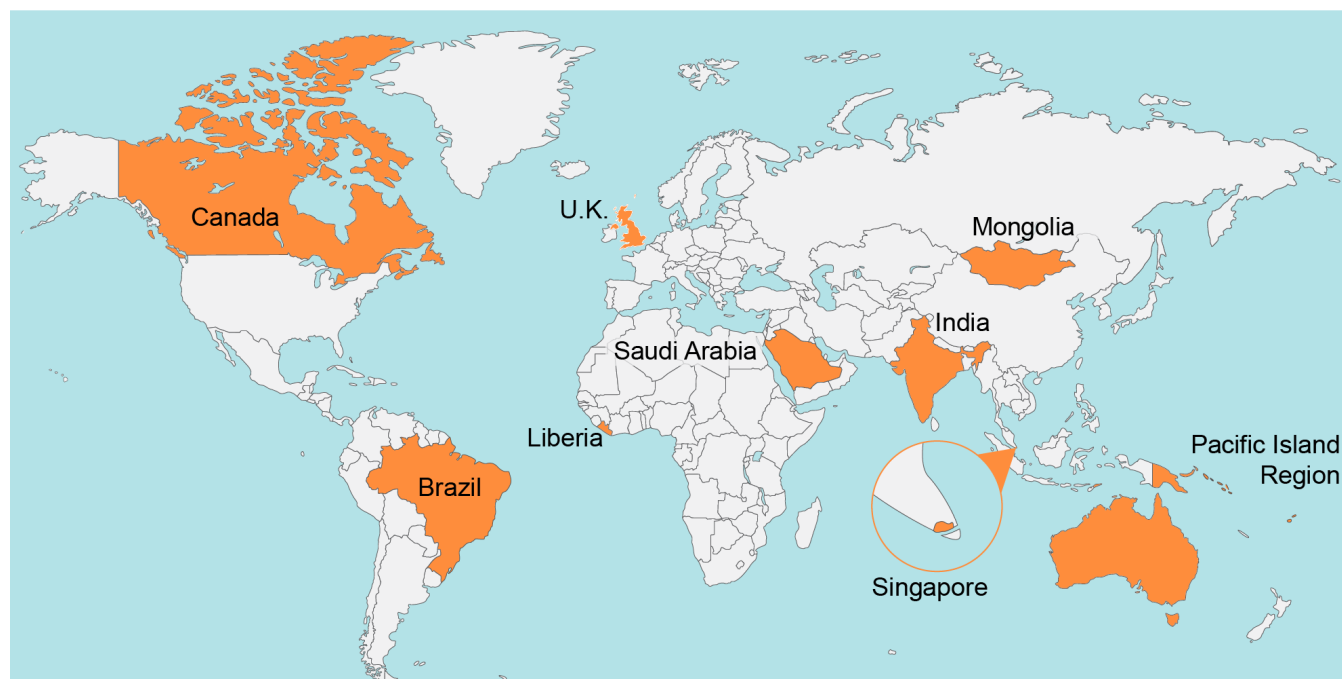 Canada
U.K.
Mongolia
India
Saudi Arabia
Liberia
Brazil
Pacific Island
Region
Singapore